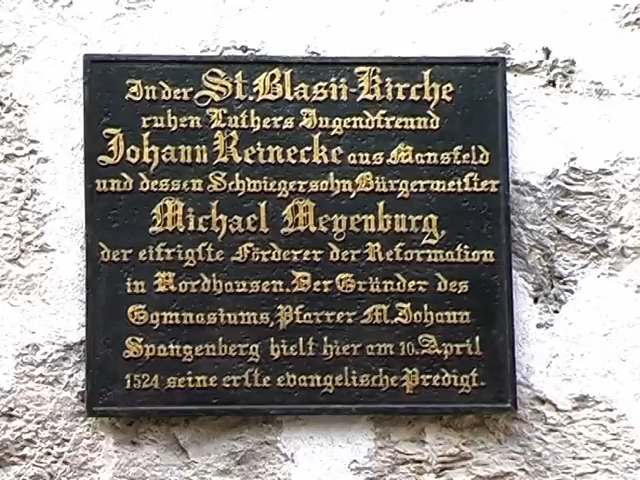 In der St. Blasii-Kirche
ruhen Luthers Jugendfreund
Johann Reinecke aus Mansfeld
und dessen Schwiegersohn, Bürgermeister
Michael Meyenburg,
der eifrigste Förderer der Reformation
in Nordhausen. Der Gründer des
Gymnasiums, Pfarrer M. Johann
Spangenberg hielt hier am 10. April
1524 seine erste evangelische Predigt.